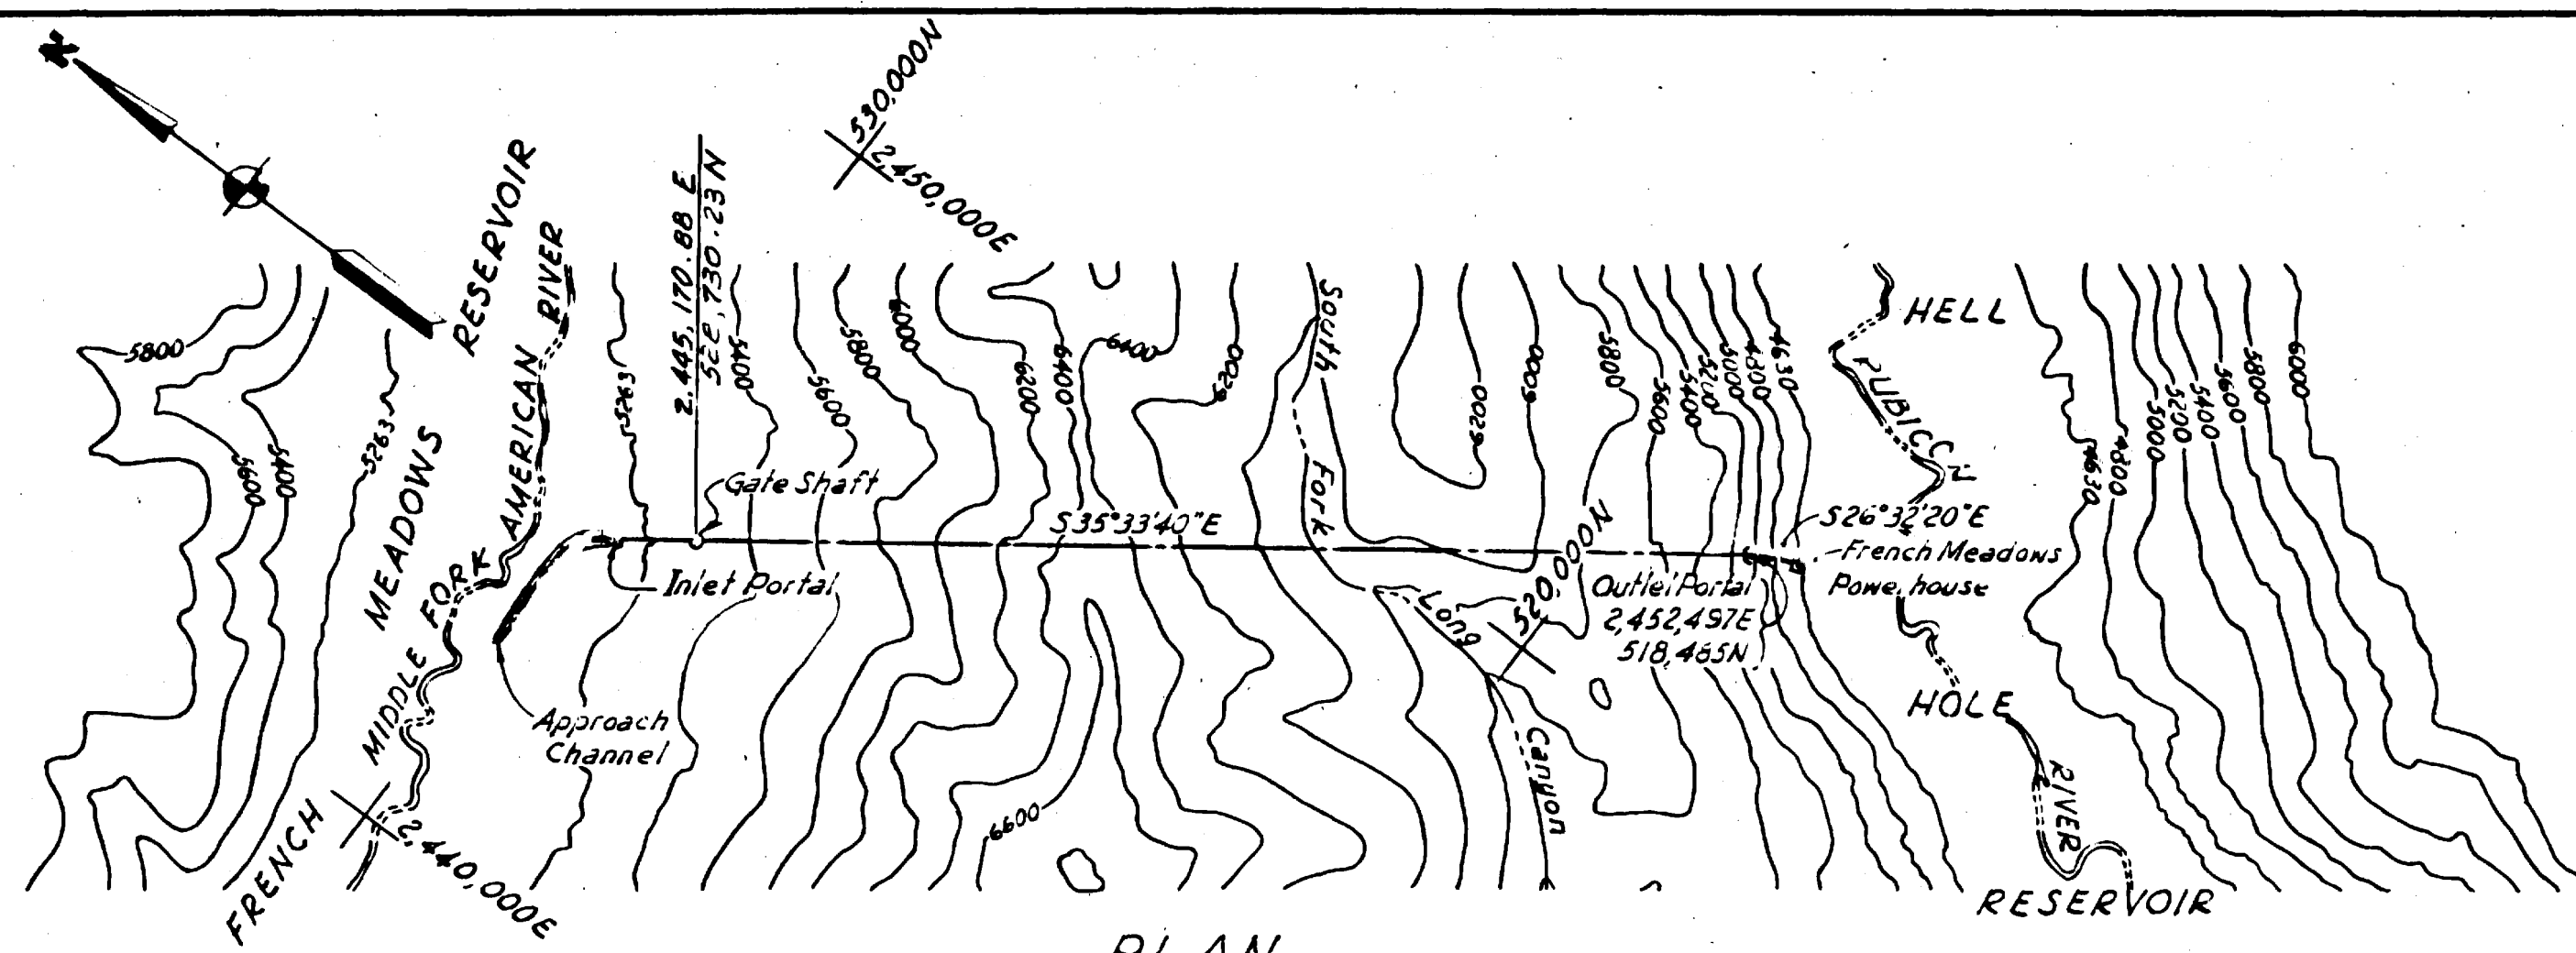 N
530,000N
2,450,000E
RESERVOIR
2,445,170.88 E
522,730.23 N
MIDDLE FORK AMERICAN RIVER
FRENCH MEADOWS
5800
5600
5400
5263
5263
5400
5600
5800
6000
6200
6400
6400
6200
6600
South Fork
Long Canyon
6200
6000
5800
5600
5400
5200
5000
4800
4630
HELL
RUBICON
Gate Shaft
S35°33'40"E
S26°32'20"E
French Meadows
Powerhouse
Inlet Portal
Outlet Portal
2,452,497E
518,465N
520,000N
Approach
Channel
HOLE
RIVER
RESERVOIR
2,440,000E
4630
4800
5000
5200
5400
5600
5800
6000
PLAN